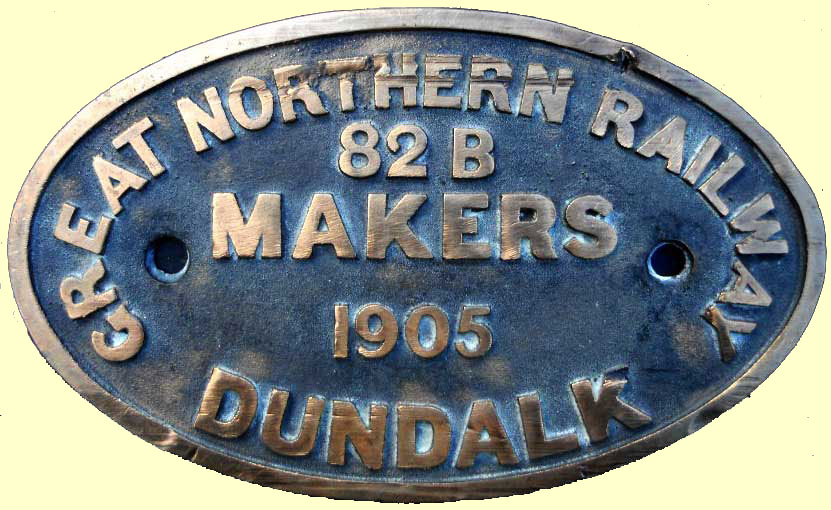 GREAT NORTHERN RAILWAY
82 B
MAKERS
1905
DUNDALK